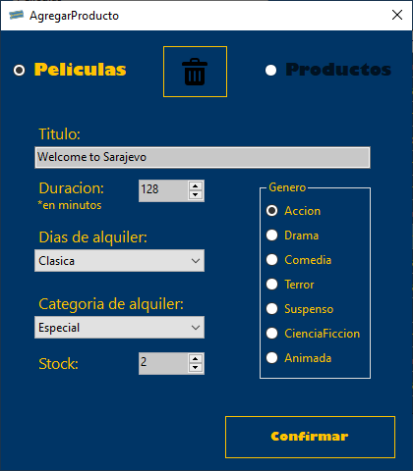 AgregarProducto
Peliculas
Productos
Titulo:
Welcome to Sarajevo
Duracion:
128
*en minutos
Dias de alquiler:
Clasica
Categoria de alquiler:
Especial
Stock:
2
Genero
Accion
Drama
Comedia
Terror
Suspenso
CienciaFiccion
Animada
Confirmar